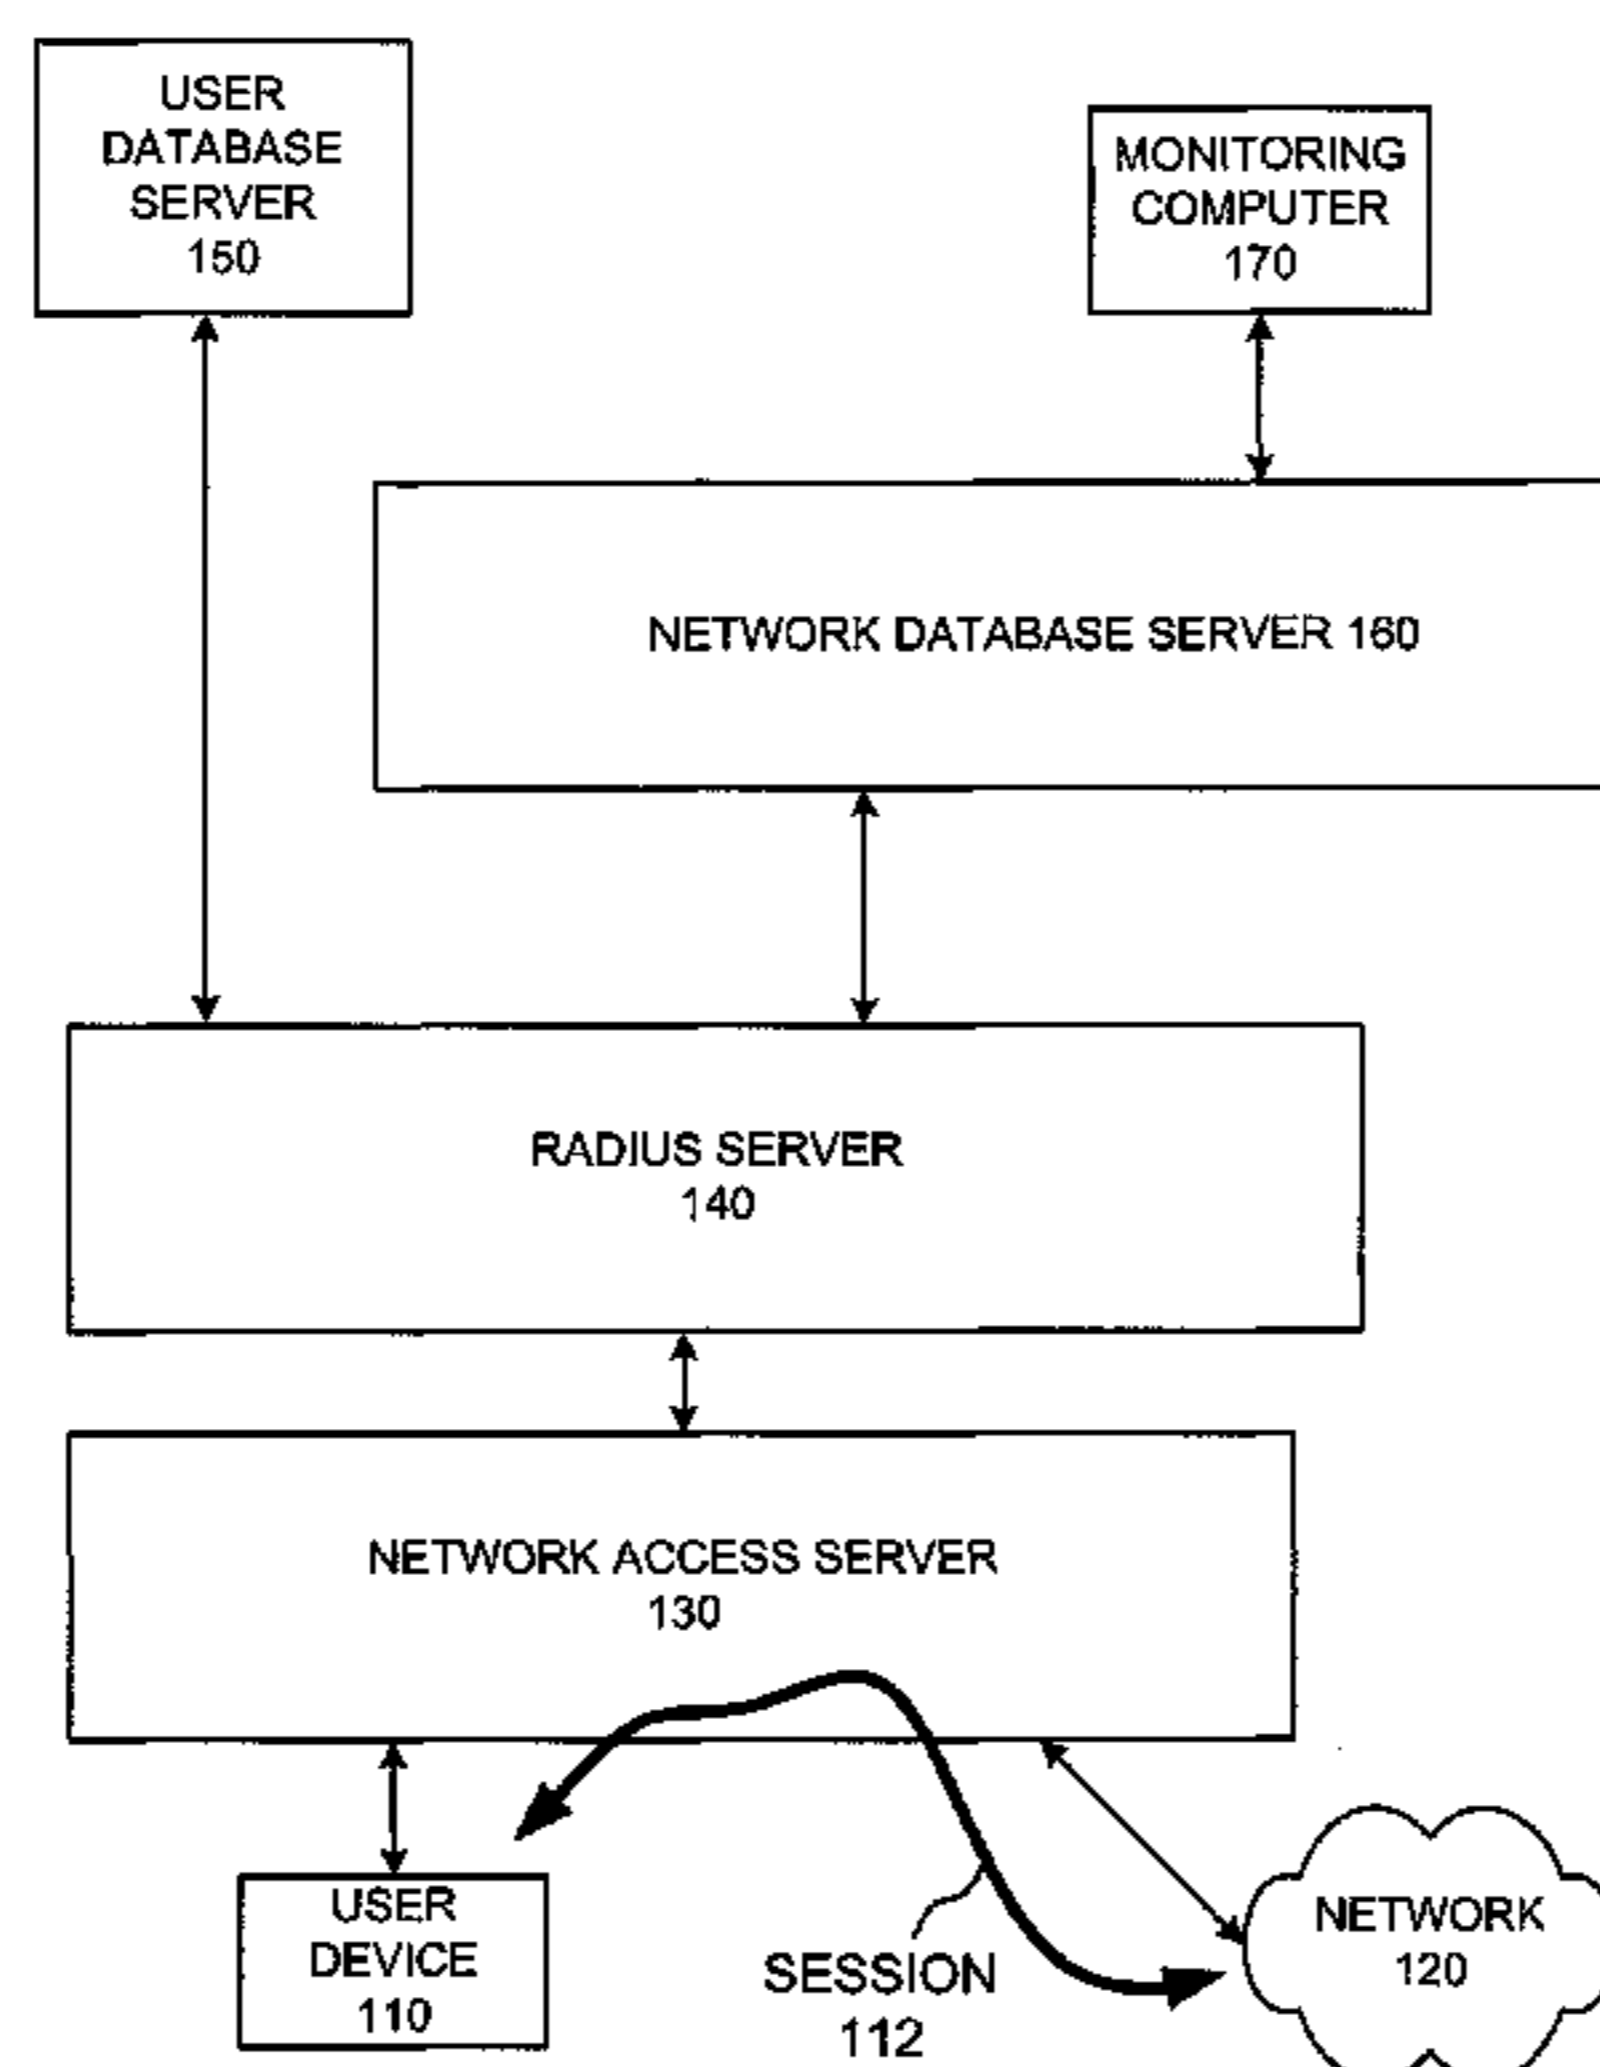 USER
DATABASE
SERVER
150
MONITORING
COMPUTER
170
NETWORK DATABASE SERVER 160
RADIUS SERVER
140
NETWORK ACCESS SERVER
130
USER
DEVICE
110
SESSION
112
NETWORK
120